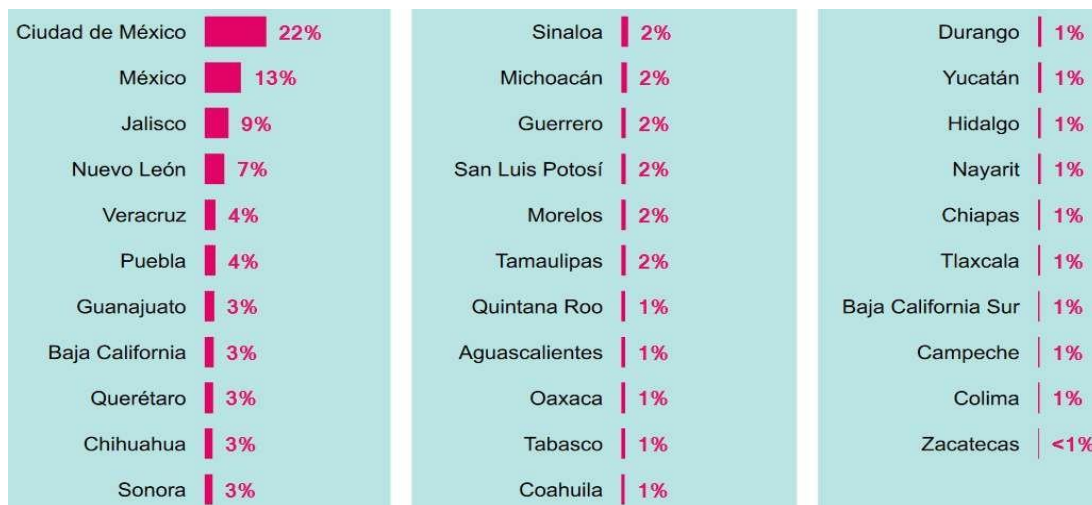 Ciudad de México 22%
México 13%
Jalisco 9%
Nuevo León 7%
Veracruz 4%
Puebla 4%
Guanajuato 3%
Baja California 3%
Querétaro 3%
Chihuahua 3%
Sonora 3%
Sinaloa 2%
Michoacán 2%
Guerrero 2%
San Luis Potosí 2%
Morelos 2%
Tamaulipas 2%
Quintana Roo 1%
Aguascalientes 1%
Oaxaca 1%
Tabasco 1%
Coahuila 1%
Durango 1%
Yucatán 1%
Hidalgo 1%
Nayarit 1%
Chiapas 1%
Tlaxcala 1%
Baja California Sur 1%
Campeche 1%
Colima 1%
Zacatecas <1%